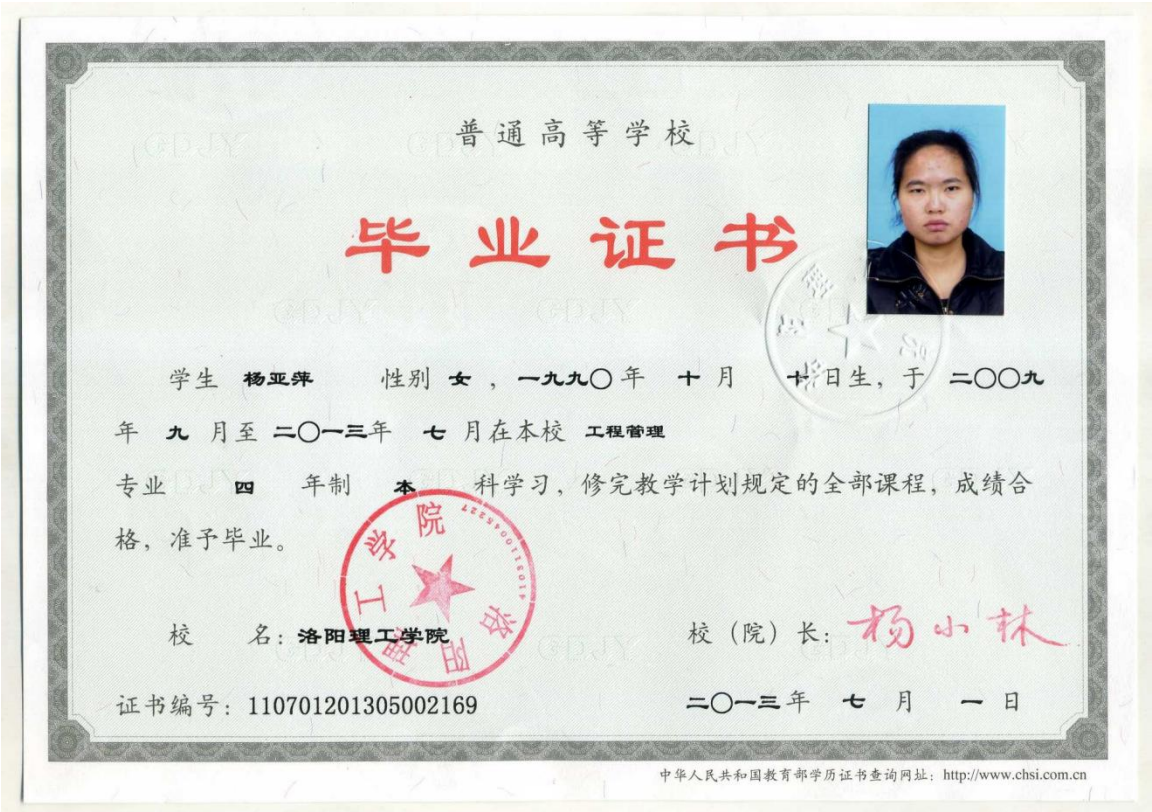 普通高等学校
毕业证书
学生 杨亚萍 性别 女 ，一九九〇年 十 月 日生，于 二〇〇九
年 九 月至 二〇一三年 七 月在本校 工程管理
专业 四 年制 本 科学习，修完教学计划规定的全部课程，成绩合
格，准予毕业。
洛阳理工学院
校 名：洛阳理工学院 校（院）长：杨小林
证书编号：110701201305002169 二〇一三年 七 月 一 日
中华人民共和国教育部学历证书查询网址：http://www.chsi.com.cn